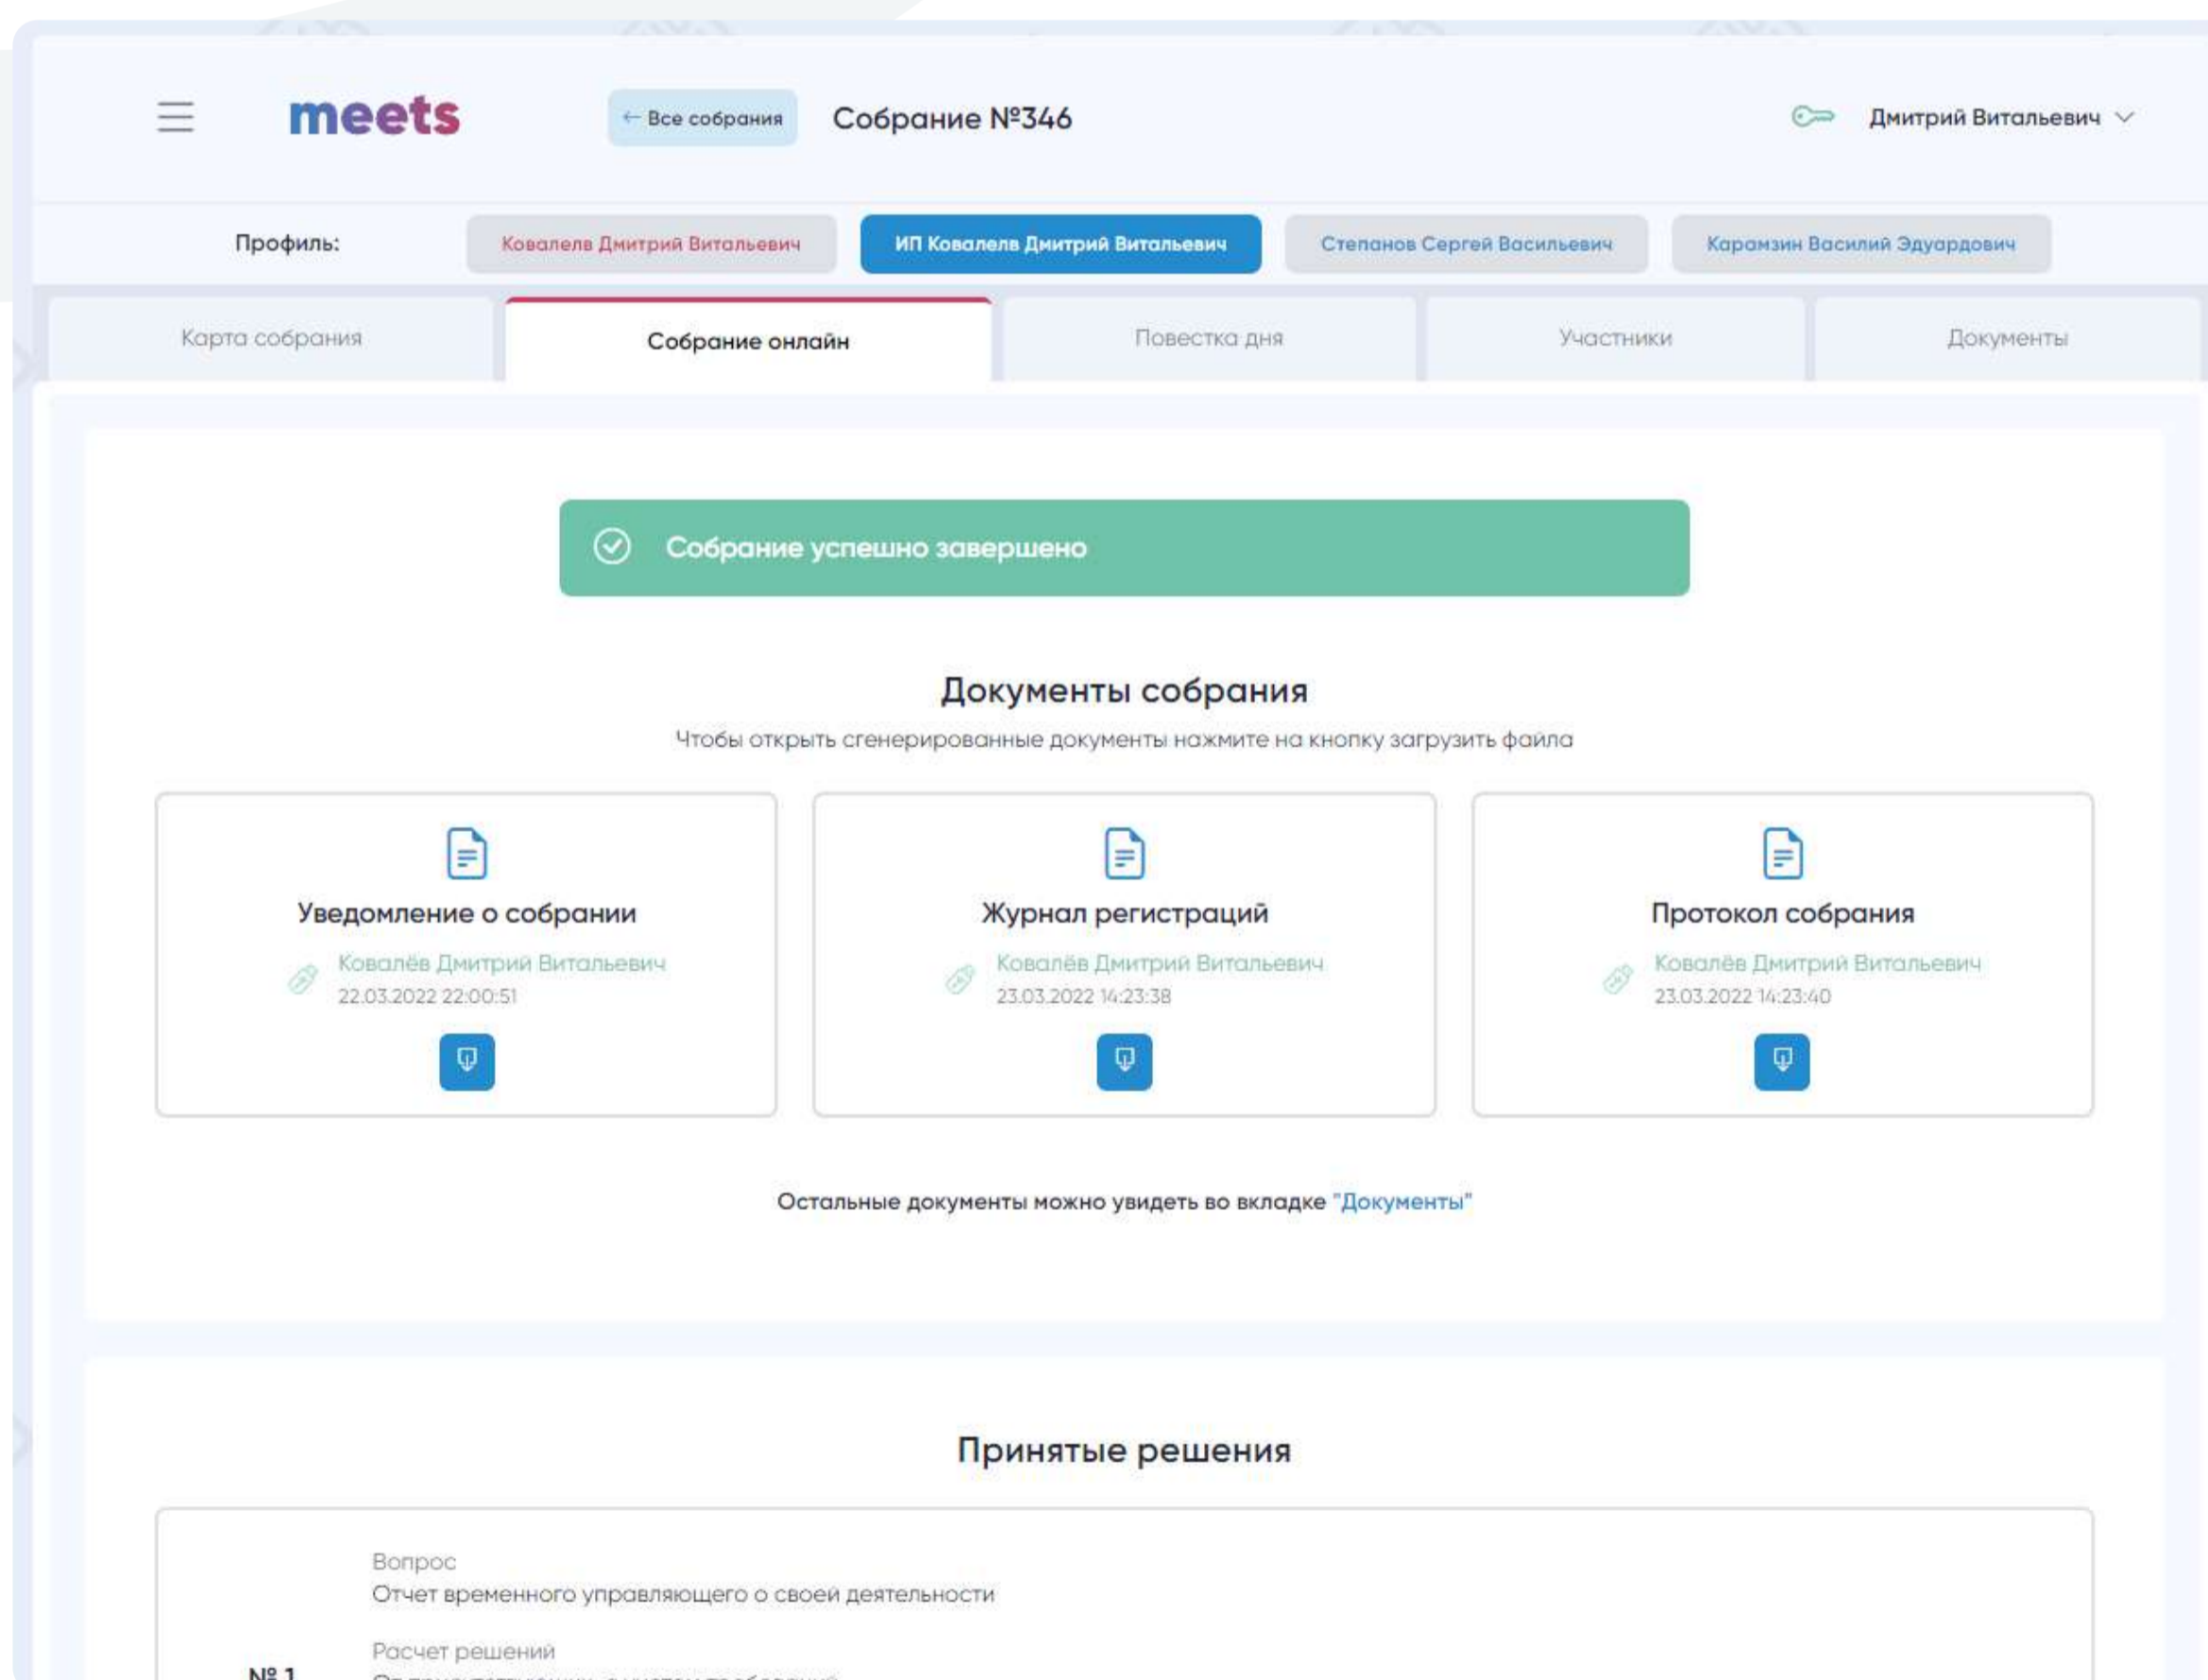 meets
← Все собрания
Собрание №346
Дмитрий Витальевич
Профиль:
Ковалелв Дмитрий Витальевич
ИП Ковалелв Дмитрий Витальевич
Степанов Сергей Васильевич
Карамзин Василий Эдуардович
Карта собрания
Собрание онлайн
Повестка дня
Участники
Документы
Собрание успешно завершено
Документы собрания
Чтобы открыть сгенерированные документы нажмите на кнопку загрузить файла
Уведомление о собрании
Ковалёв Дмитрий Витальевич
22.03.2022 22:00:51
Журнал регистраций
Ковалёв Дмитрий Витальевич
23.03.2022 14:23:38
Протокол собрания
Ковалёв Дмитрий Витальевич
23.03.2022 14:23:40
Остальные документы можно увидеть во вкладке "Документы"
Принятые решения
Вопрос
Отчет временного управляющего о своей деятельности
Расчет решений
№ 1